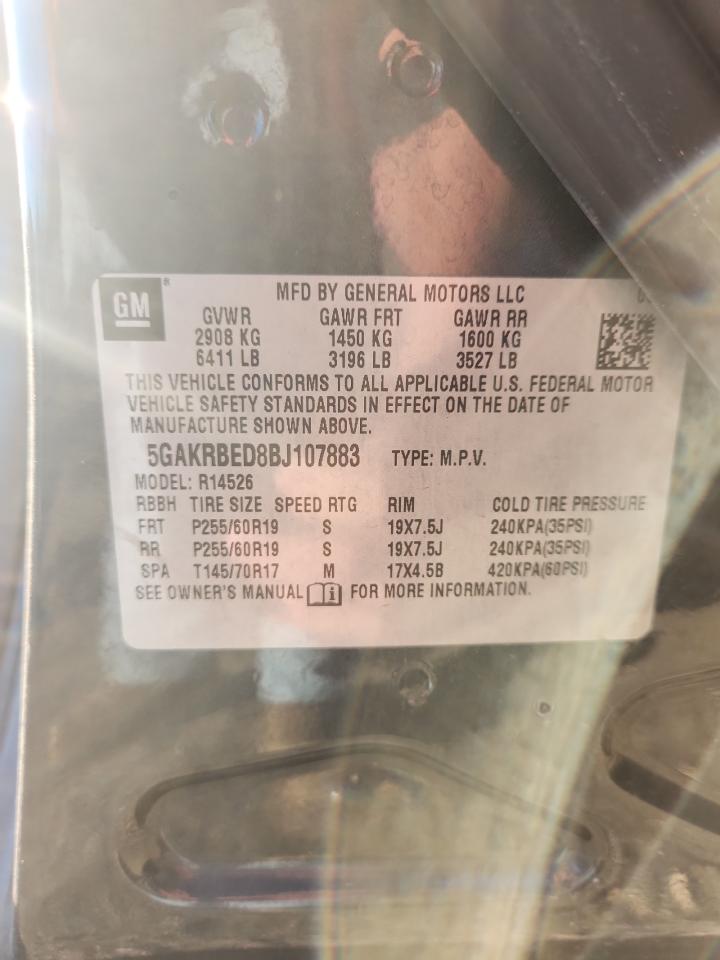 GM ®
MFD BY GENERAL MOTORS LLC
GVWR GAWR FRT GAWR RR
2908 KG 1450 KG 1600 KG
6411 LB 3196 LB 3527 LB
THIS VEHICLE CONFORMS TO ALL APPLICABLE U.S. FEDERAL MOTOR
VEHICLE SAFETY STANDARDS IN EFFECT ON THE DATE OF
MANUFACTURE SHOWN ABOVE.
5GAKRBED8BJ107883 TYPE: M.P.V.
MODEL: R14526
RBBH TIRE SIZE SPEED RTG RIM COLD TIRE PRESSURE
FRT P255/60R19 S 19X7.5J 240KPA(35PSI)
RR P255/60R19 S 19X7.5J 240KPA(35PSI)
SPA T145/70R17 M 17X4.5B 420KPA(60PSI)
SEE OWNER'S MANUAL i FOR MORE INFORMATION.